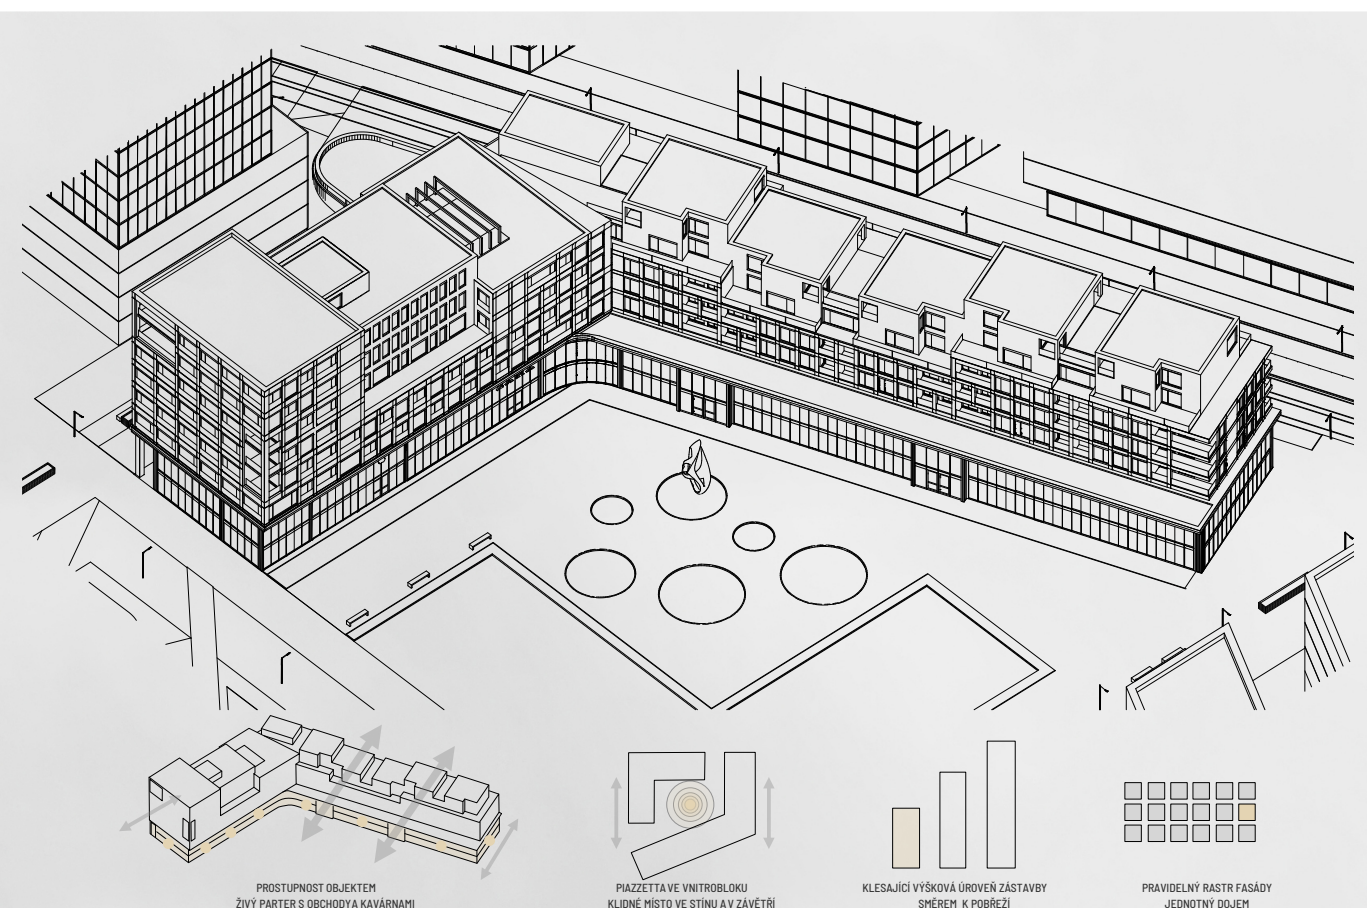 PROSTUPNOST OBJEKTEM
ŽIVÝ PARTER S OBCHODY A KAVÁRNAMI
PIAZZETTA VE VNITROBLOKU
KLIDNÉ MÍSTO VE STÍNU A V ZÁVĚTŘÍ
KLESAJÍCÍ VÝŠKOVÁ ÚROVEŇ ZÁSTAVBY
SMĚREM K POBŘEŽÍ
PRAVIDELNÝ RASTR FASÁDY
JEDNOTNÝ DOJEM